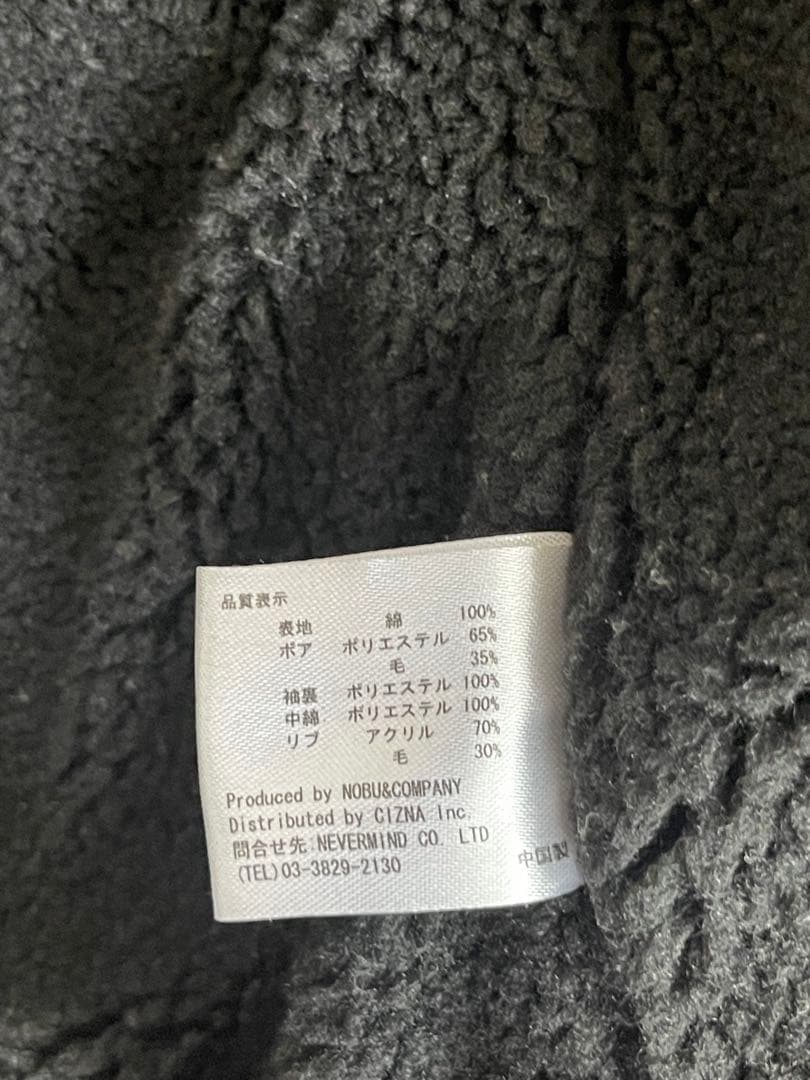 品質表示
表地 綿 100%
ボア ポリエステル 65%
毛 35%
袖裏 ポリエステル 100%
中綿 ポリエステル 100%
リブ アクリル 70%
毛 30%
Produced by NOBU&COMPANY
Distributed by CIZNA Inc.
問合せ先:NEVERMIND CO. LTD
(TEL)03-3829-2130
中国製